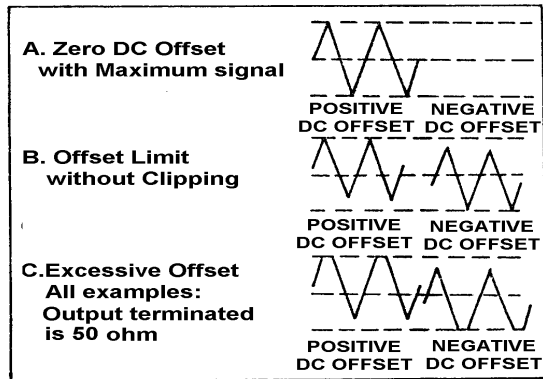 A. Zero DC Offset
with Maximum signal
POSITIVE NEGATIVE
DC OFFSET DC OFFSET
B. Offset Limit
without Clipping
POSITIVE NEGATIVE
DC OFFSET DC OFFSET
C.Excessive Offset
All examples:
Output terminated
is 50 ohm
POSITIVE NEGATIVE
DC OFFSET DC OFFSET